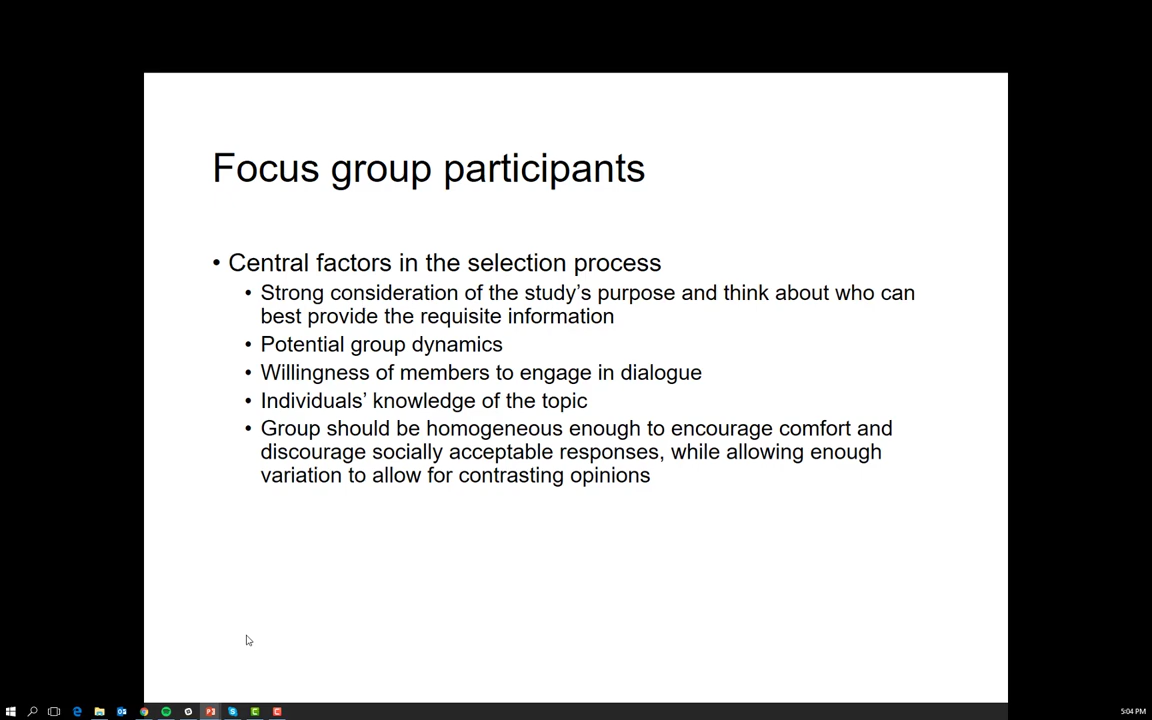 Focus group participants
• Central factors in the selection process
• Strong consideration of the study’s purpose and think about who can
best provide the requisite information
• Potential group dynamics
• Willingness of members to engage in dialogue
• Individuals’ knowledge of the topic
• Group should be homogeneous enough to encourage comfort and
discourage socially acceptable responses, while allowing enough
variation to allow for contrasting opinions
5:04 PM